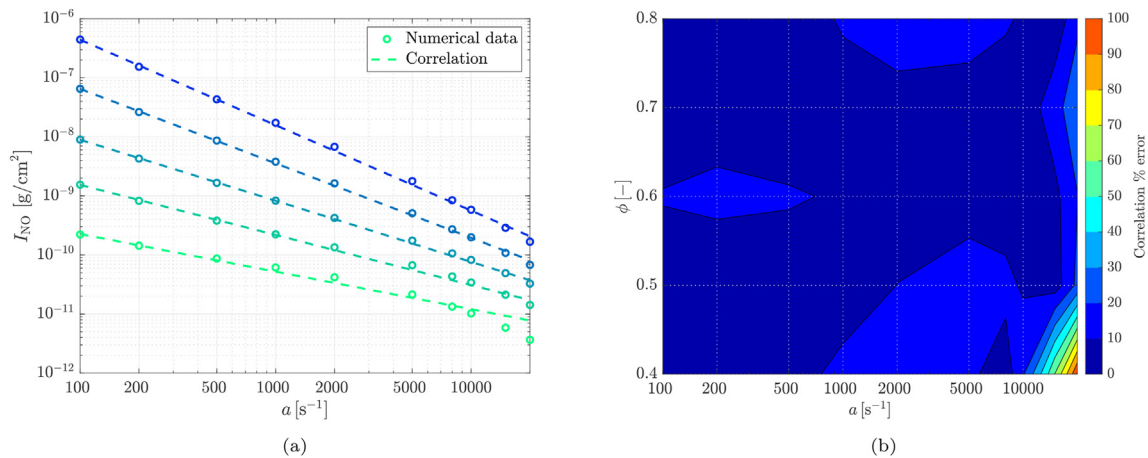 10⁻⁶
10⁻⁷
10⁻⁸
10⁻⁹
10⁻¹⁰
10⁻¹¹
10⁻¹²
I_NO [g/cm²]
Numerical data
Correlation
100 200 500 1000 2000 5000 10000
a [s⁻¹]
(a)
0.8
0.7
0.6
0.5
0.4
ϕ [−]
100 200 500 1000 2000 5000 10000
a [s⁻¹]
100
90
80
70
60
50
40
30
20
10
0
Correlation % error
(b)